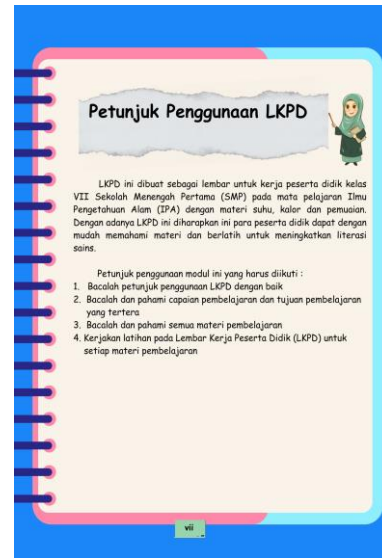 Petunjuk Penggunaan LKPD
LKPD ini dibuat sebagai lembar untuk kerja peserta didik kelas
VII Sekolah Menengah Pertama (SMP) pada mata pelajaran Ilmu
Pengetahuan Alam (IPA) dengan materi suhu, kalor dan pemuaian.
Dengan adanya LKPD ini diharapkan ini para peserta didik dapat dengan
mudah memahami materi dan berlatih untuk meningkatkan literasi
sains.
Petunjuk penggunaan modul ini yang harus diikuti :
1. Bacalah petunjuk penggunaan LKPD dengan baik
2. Bacalah dan pahami capaian pembelajaran dan tujuan pembelajaran
yang tertera
3. Bacalah dan pahami semua materi pembelajaran
4. Kerjakan latihan pada Lembar Kerja Peserta Didik (LKPD) untuk
setiap materi pembelajaran
vii